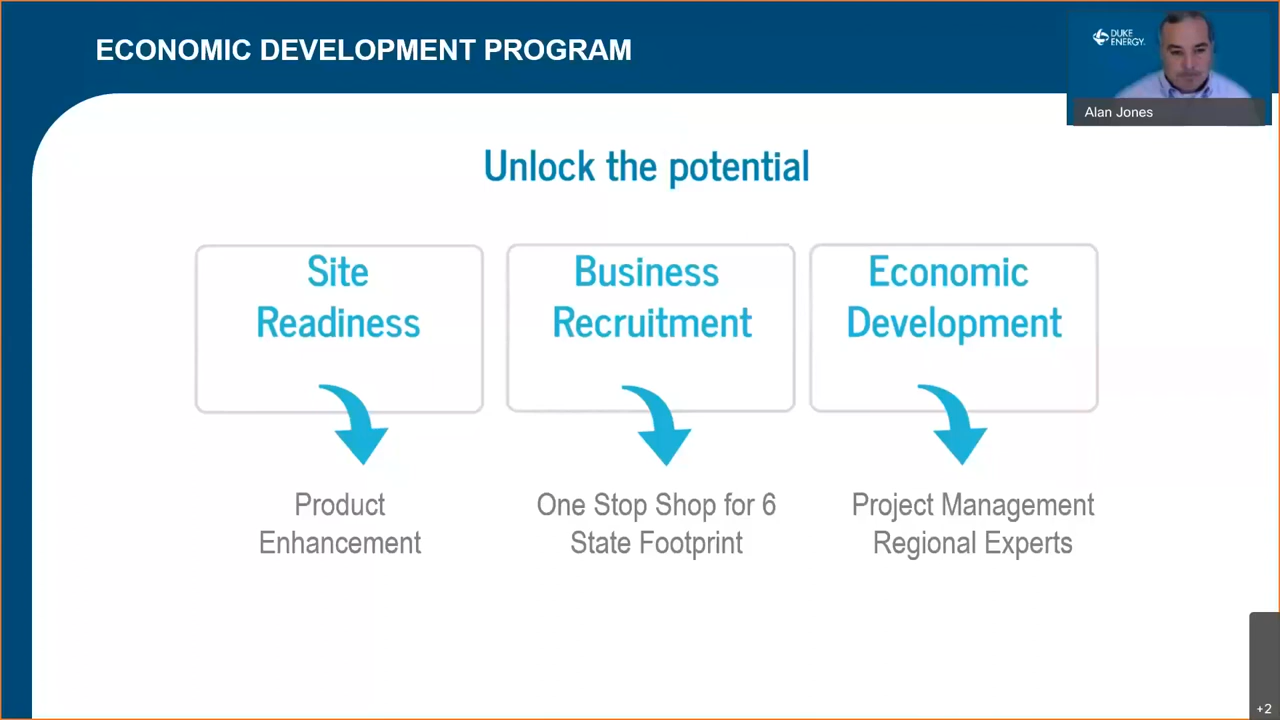 ECONOMIC DEVELOPMENT PROGRAM
DUKE
ENERGY.
Alan Jones
Unlock the potential
Site
Readiness
Business
Recruitment
Economic
Development
Product
Enhancement
One Stop Shop for 6
State Footprint
Project Management
Regional Experts
+2